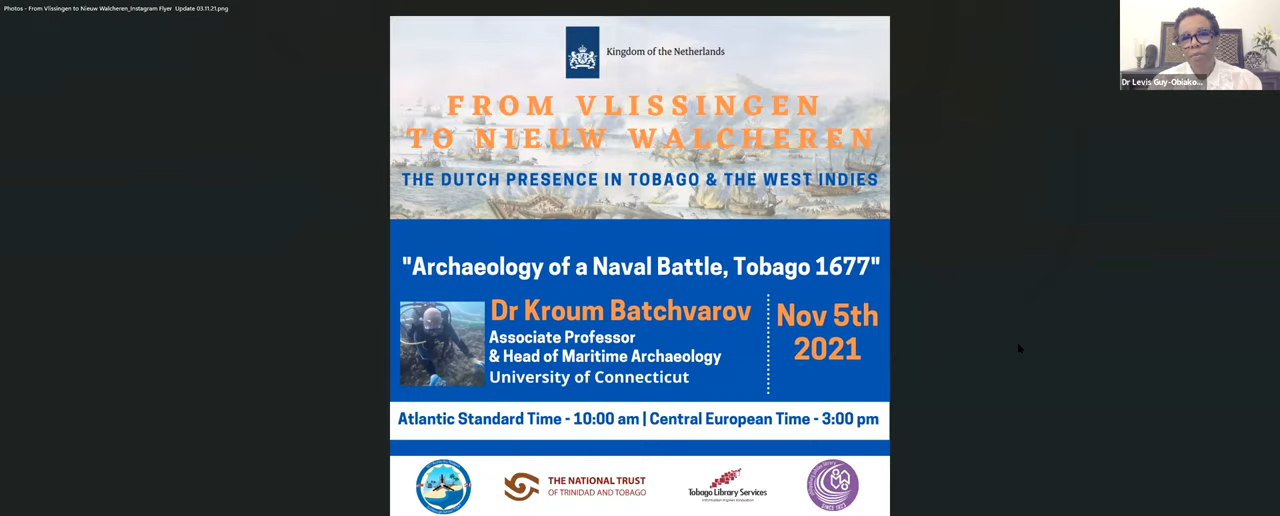 Photos - From Vlissingen to Nieuw Walcheren_Instagram Flyer Update 03.11.21.png
Dr Levis Guy-Obiako...
Kingdom of the Netherlands
FROM VLISSINGEN
TO NIEUW WALCHEREN
THE DUTCH PRESENCE IN TOBAGO & THE WEST INDIES
"Archaeology of a Naval Battle, Tobago 1677"
Dr Kroum Batchvarov
Associate Professor
& Head of Maritime Archaeology
University of Connecticut
Nov 5th
2021
Atlantic Standard Time - 10:00 am | Central European Time - 3:00 pm
THE NATIONAL TRUST
OF TRINIDAD AND TOBAGO
Tobago Library Services
SINCE 1973